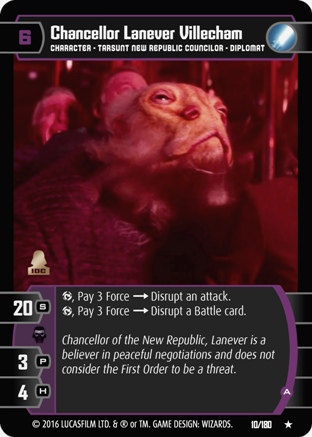 6 Chancellor Lanever Villecham
CHARACTER - TARSUNT NEW REPUBLIC COUNCILOR - DIPLOMAT
IDC
20 S
, Pay 3 Force → Disrupt an attack.
, Pay 3 Force → Disrupt a Battle card.
3 P
4 H
Chancellor of the New Republic, Lanever is a
believer in peaceful negotiations and does not
consider the First Order to be a threat.
A
© 2016 LUCASFILM LTD. & ® or TM. GAME DESIGN: WIZARDS. 10/180 ★